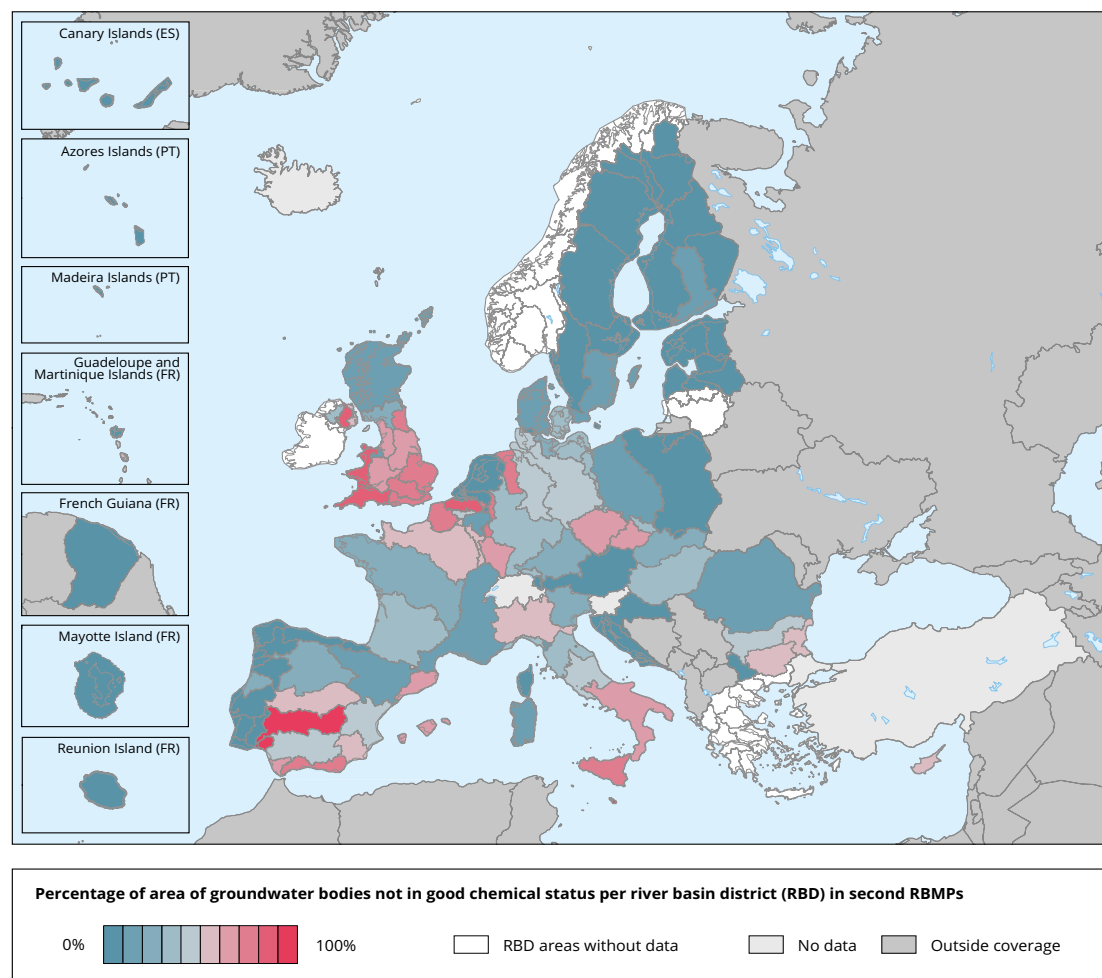 Canary Islands (ES)
Azores Islands (PT)
Madeira Islands (PT)
Guadeloupe and
Martinique Islands (FR)
French Guiana (FR)
Mayotte Island (FR)
Reunion Island (FR)
Percentage of area of groundwater bodies not in good chemical status per river basin district (RBD) in second RBMPs
0% 100% RBD areas without data No data Outside coverage